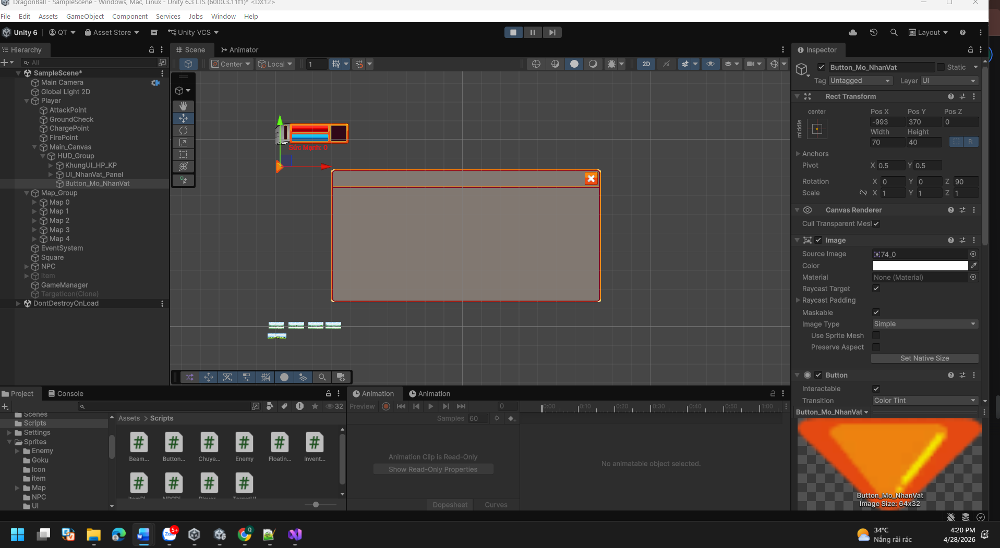 DragonBall - SampleScene - Windows, Mac, Linux - Unity 6.3 LTS (6000.3.11f1)* <DX12>
File Edit Assets GameObject Component Services Jobs Window Help
Unity 6 QT Asset Store Unity VCS Layout
Hierarchy
All
SampleScene*
Main Camera
Global Light 2D
Player
AttackPoint
GroundCheck
ChargePoint
FirePoint
Main_Canvas
HUD_Group
KhungUI_HP_KP
UI_NhanVat_Panel
Button_Mo_NhanVat
Map_Group
Map 0
Map 1
Map 2
Map 3
Map 4
EventSystem
Square
NPC
item
GameManager
TargetIcon(Clone)
DontDestroyOnLoad
Scene Animator
Center Local 1 2D
Sức Mạnh: 0
Inspector
Button_Mo_NhanVat Static
Tag Untagged Layer UI
Rect Transform
center
middle
Pos X Pos Y Pos Z
-993 370 0
Width Height
70 40 R
Anchors
Pivot X 0.5 Y 0.5
Rotation X 0 Y 0 Z 90
Scale X 1 Y 1 Z 1
Canvas Renderer
Cull Transparent Mesh
Image
Source Image 74_0
Color
Material None (Material)
Raycast Target
Raycast Padding
Maskable
Image Type Simple
Use Sprite Mesh
Preserve Aspect
Set Native Size
Button
Interactable
Transition Color Tint
Button_Mo_NhanVat
Button_Mo_NhanVat
Image Size: 64x32
Project Console
32
Scenes
Scripts
Settings
Sprites
Enemy
Goku
Icon
item
Map
NPC
UI
Assets > Scripts
Beam... Button... Chuye... Enemy Floatin... Invent...
Animation Animation
Preview 0 0:00 0:10 0:20 0:30 0:40 0:50 1:00
Samples 60
Animation Clip is Read-Only
Show Read-Only Properties
No animatable object selected.
Dopesheet Curves
5+
34°C
Nắng rải rác
4:20 PM
4/28/2026